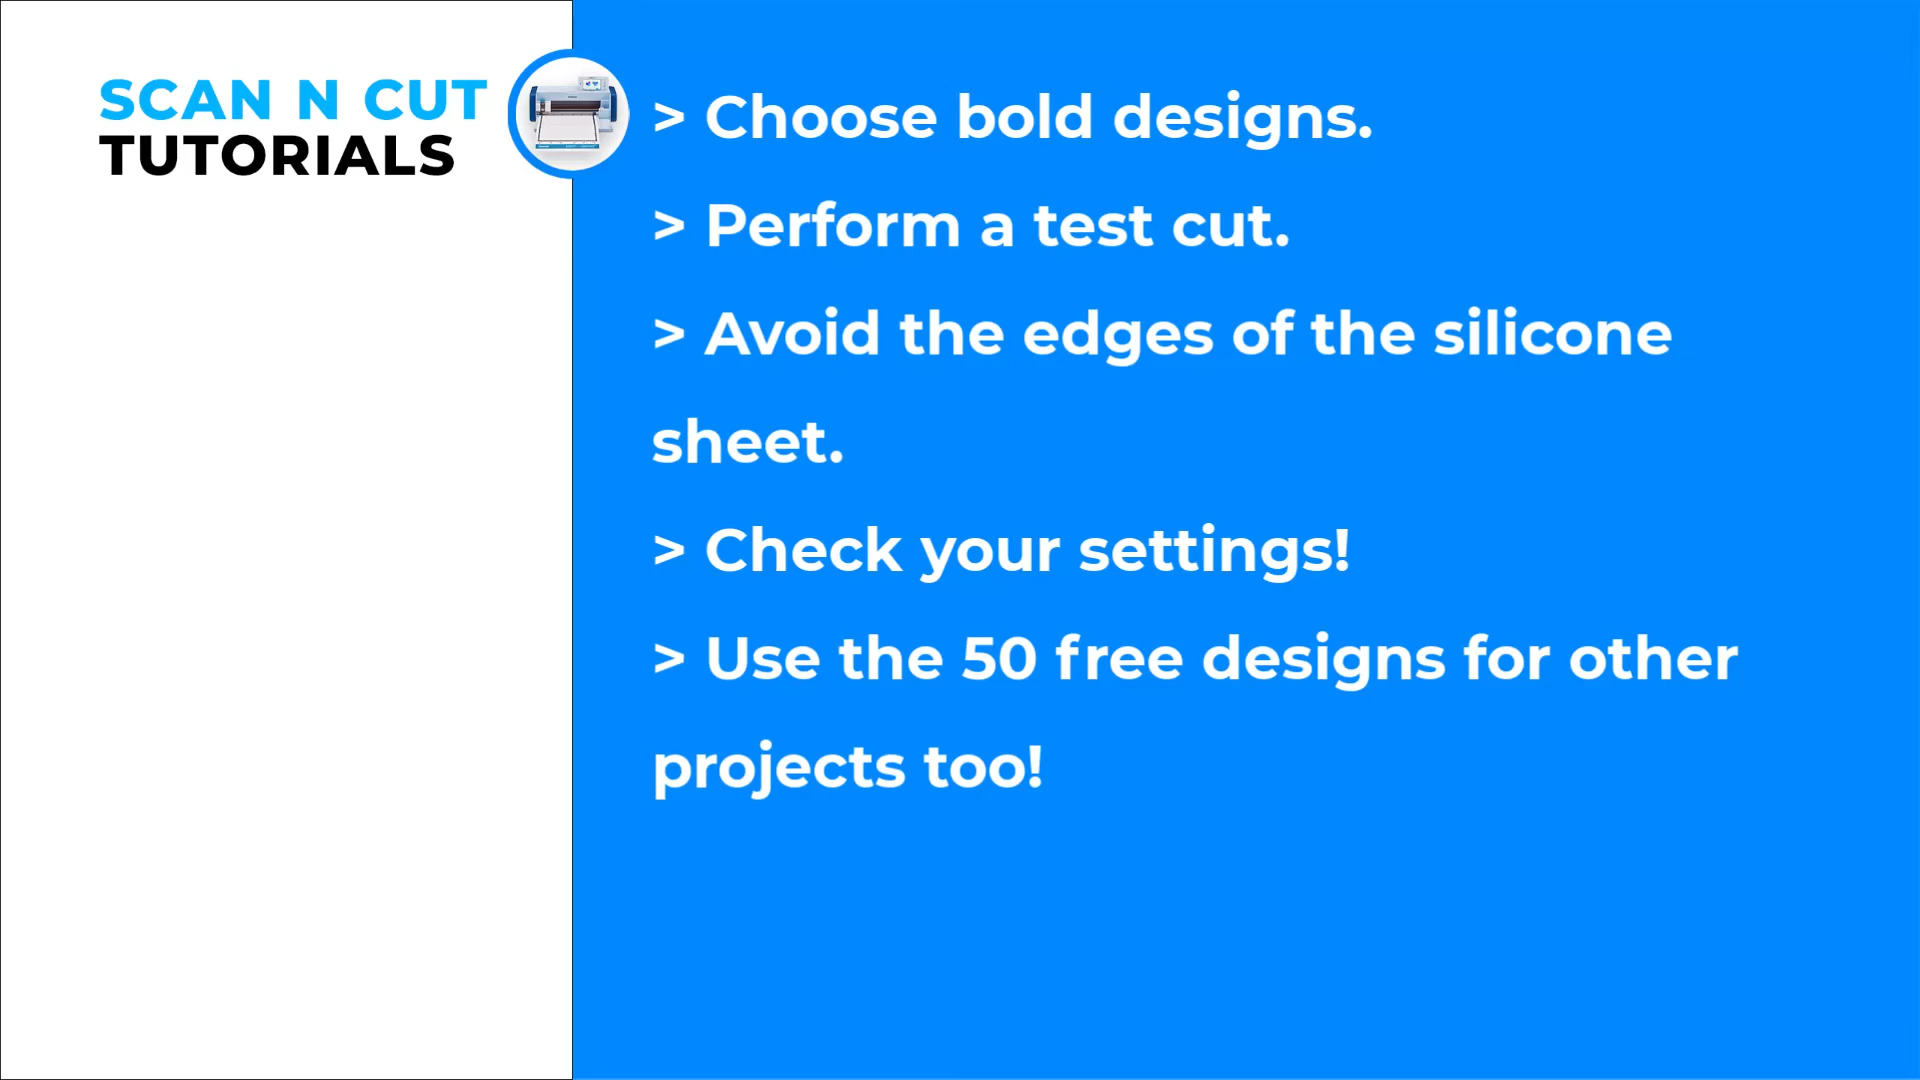 SCAN N CUT
TUTORIALS
> Choose bold designs.
> Perform a test cut.
> Avoid the edges of the silicone
sheet.
> Check your settings!
> Use the 50 free designs for other
projects too!